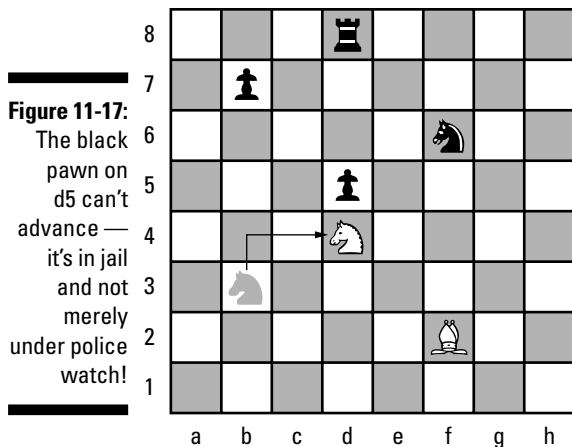 Figure 11-17:
The black
pawn on
d5 can't
advance —
it's in jail
and not
merely
under police
watch!
8
7
6
5
4
3
2
1
a b c d e f g h